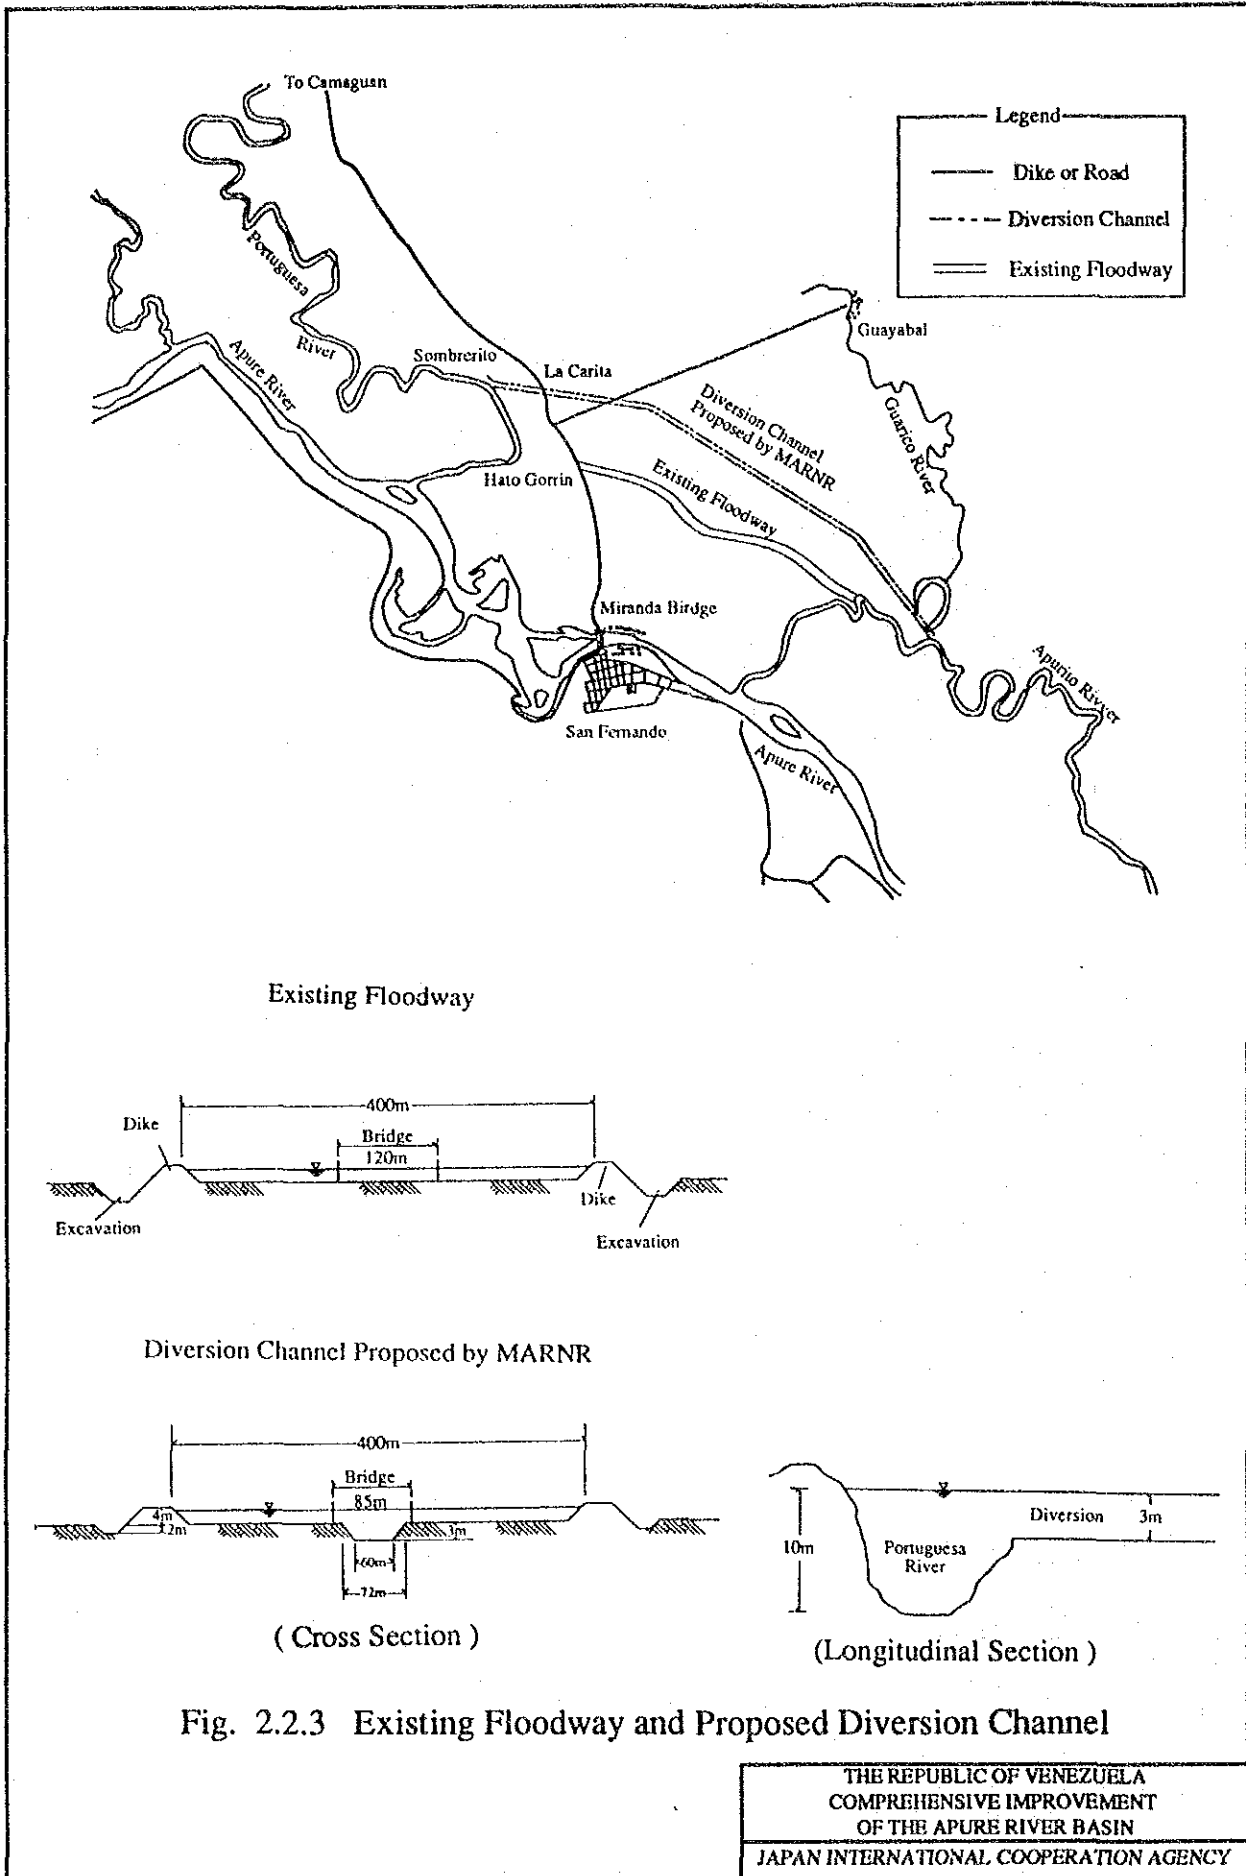 To Camaguan
Legend
Dike or Road
Diversion Channel
Existing Floodway
Portuguesa
River
Apure River
Sombrerito
La Carita
Guayabal
Guarico River
Diversion Channel
Proposed by MARNR
Existing Floodway
Hato Gorrin
Miranda Birdge
San Fernando
Apure River
Apurito Rivver
Existing Floodway
400m
Dike
Bridge
120m
Dike
Excavation
Excavation
Diversion Channel Proposed by MARNR
400m
Bridge
85m
4m
2m
3m
60m
72m
( Cross Section )
Diversion
3m
10m
Portuguesa
River
(Longitudinal Section )
Fig. 2.2.3 Existing Floodway and Proposed Diversion Channel
THE REPUBLIC OF VENEZUELA
COMPREHENSIVE IMPROVEMENT
OF THE APURE RIVER BASIN
JAPAN INTERNATIONAL COOPERATION AGENCY